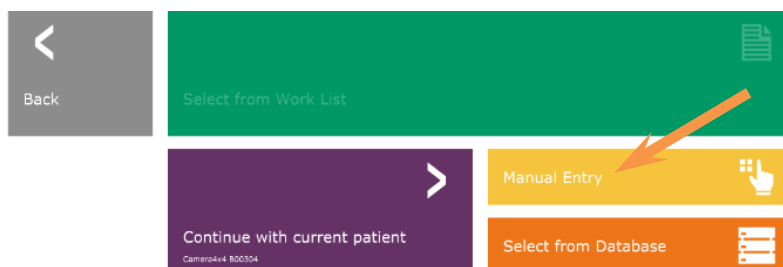 Back
Select from Work List
Manual Entry
Continue with current patient
Camera4x4 B00304
Select from Database